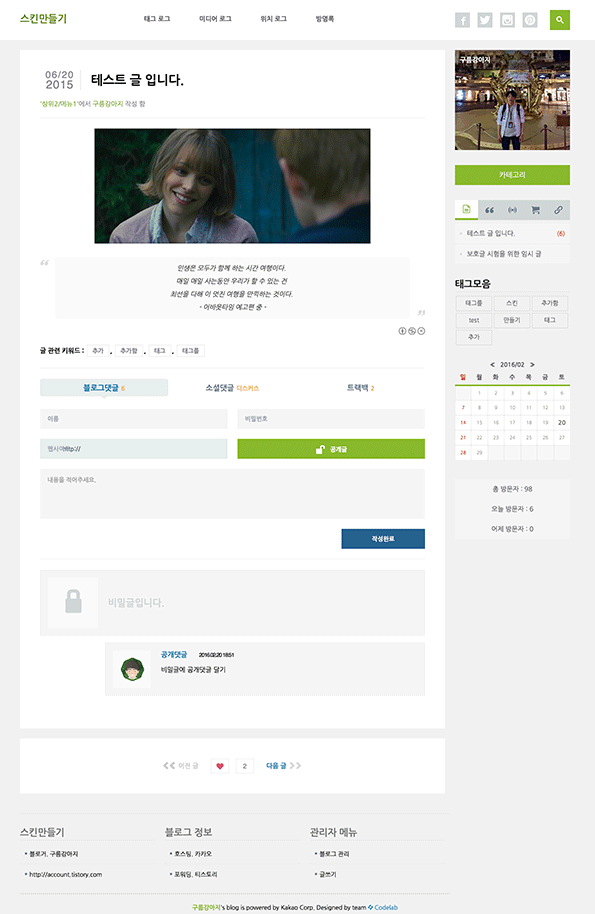 스킨만들기
태그 로그
미디어 로그
위치 로그
방명록
06/20
2015
테스트 글 입니다.
'상위2/메뉴1'에서 구름강아지 작성 함
인생은 모두가 함께 하는 시간 여행이다.
매일 매일 사는동안 우리가 할 수 있는 건
최선을 다해 이 멋진 여행을 만끽하는 것이다.
- 어바웃타임 예고편 중 -
글 관련 키워드 : 추가 , 추가함 , 태그 , 태그들
블로그댓글 6
소셜댓글 디스커스
트랙백 2
이름
비밀번호
http://
공개글
내용을 적어주세요.
작성완료
비밀글입니다.
공개댓글 2016.02.20 18:51
비밀글에 공개댓글 달기
이전 글
2
다음 글
구름강아지
카테고리
테스트 글 입니다. (6)
보호글 시험을 위한 임시 글
태그모음
태그들 스킨 추가함
test 만들기 태그
추가
< 2016/02 >
일 월 화 수 목 금 토
1 2 3 4 5 6
7 8 9 10 11 12 13
14 15 16 17 18 19 20
21 22 23 24 25 26 27
28 29
총 방문자 : 98
오늘 방문자 : 6
어제 방문자 : 0
스킨만들기
블로거, 구름강아지
http://account.tistory.com
블로그 정보
호스팅, 카카오
포워딩, 티스토리
관리자 메뉴
블로그 관리
글쓰기
구름강아지's blog is powered by Kakao Corp, Designed by team Codelab